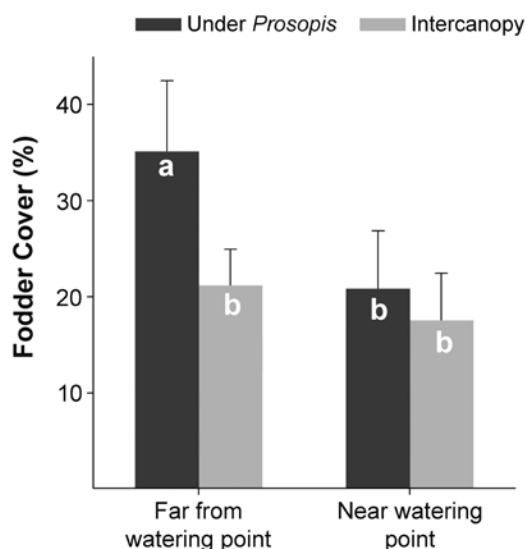 Under Prosopis Intercanopy
Fodder Cover (%)
40
30
20
10
a
b
b
b
Far from
watering point
Near watering
point